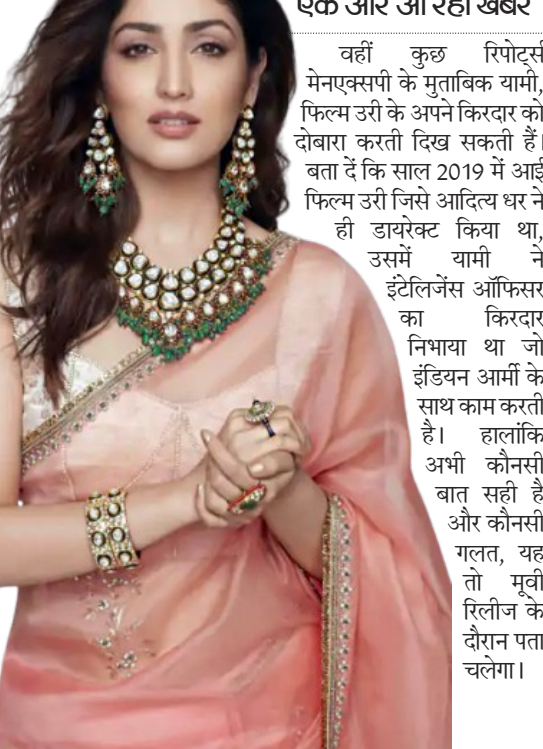 एक ओर आ रही खबर
वहीं कुछ रिपोर्ट्स
मेनएक्सपी के मुताबिक यामी,
फिल्म उरी के अपने किरदार को
दोबारा करती दिख सकती हैं।
बता दें कि साल 2019 में आई
फिल्म उरी जिसे आदित्य धर ने
ही डायरेक्ट किया था,
उसमें यामी ने
इंटेलिजेंस ऑफिसर
का किरदार
निभाया था जो
इंडियन आर्मी के
साथ काम करती
है। हालांकि
अभी कौनसी
बात सही है
और कौनसी
गलत, यह
तो मूवी
रिलीज के
दौरान पता
चलेगा।